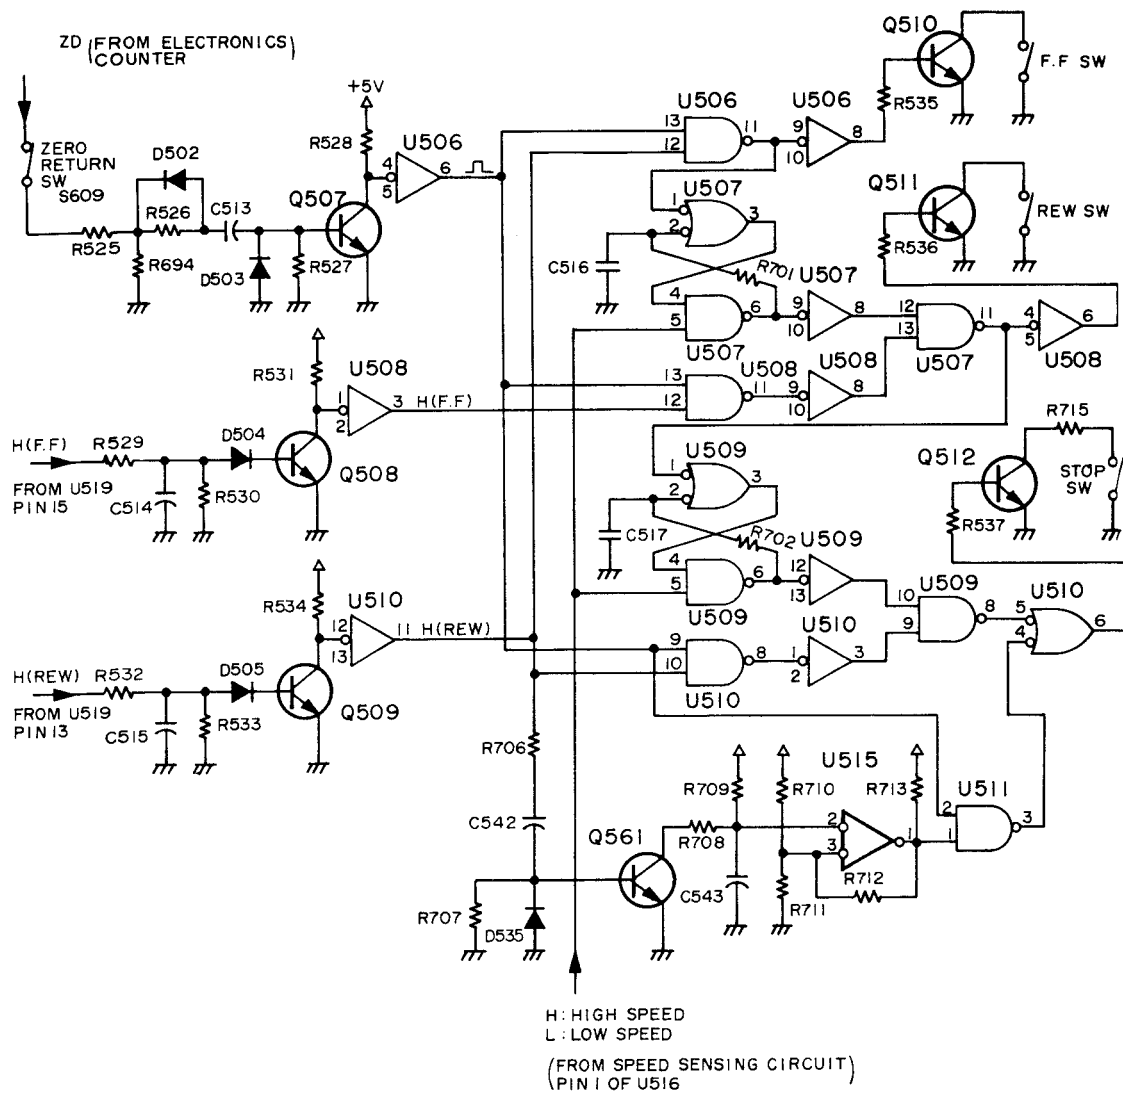 ZD (FROM ELECTRONICS)
COUNTER
ZERO
RETURN
SW
S609
D502
R526
C513
R525
R694
D503
R527
Q507
+5V
R528
4
5
U506
6
U506
13
12
11
U506
9
10
8
R535
Q510
F.F SW
U507
1
2
3
C516
R701
4
5
6
U507
U507
9
10
8
12
13
11
U507
4
5
6
U508
Q511
R536
REW SW
R531
U508
1
2
3
H(F.F)
H(F.F)
R529
D504
FROM U519
PIN 15
C514
R530
Q508
13
12
U508
11
9
10
U508
8
U509
1
2
3
C517
R702
4
5
6
U509
U509
12
13
10
9
U509
8
U510
5
4
6
Q512
R715
STOP
SW
R537
R534
U510
12
13
11
H(REW)
H(REW)
R532
D505
FROM U519
PIN 13
C515
R533
Q509
9
10
8
U510
U510
1
2
3
R706
C542
R707
D535
Q561
R708
R709
C543
R710
R711
U515
2
3
1
R712
R713
U511
2
1
3
H : HIGH SPEED
L : LOW SPEED
(FROM SPEED SENSING CIRCUIT)
PIN 1 OF U516